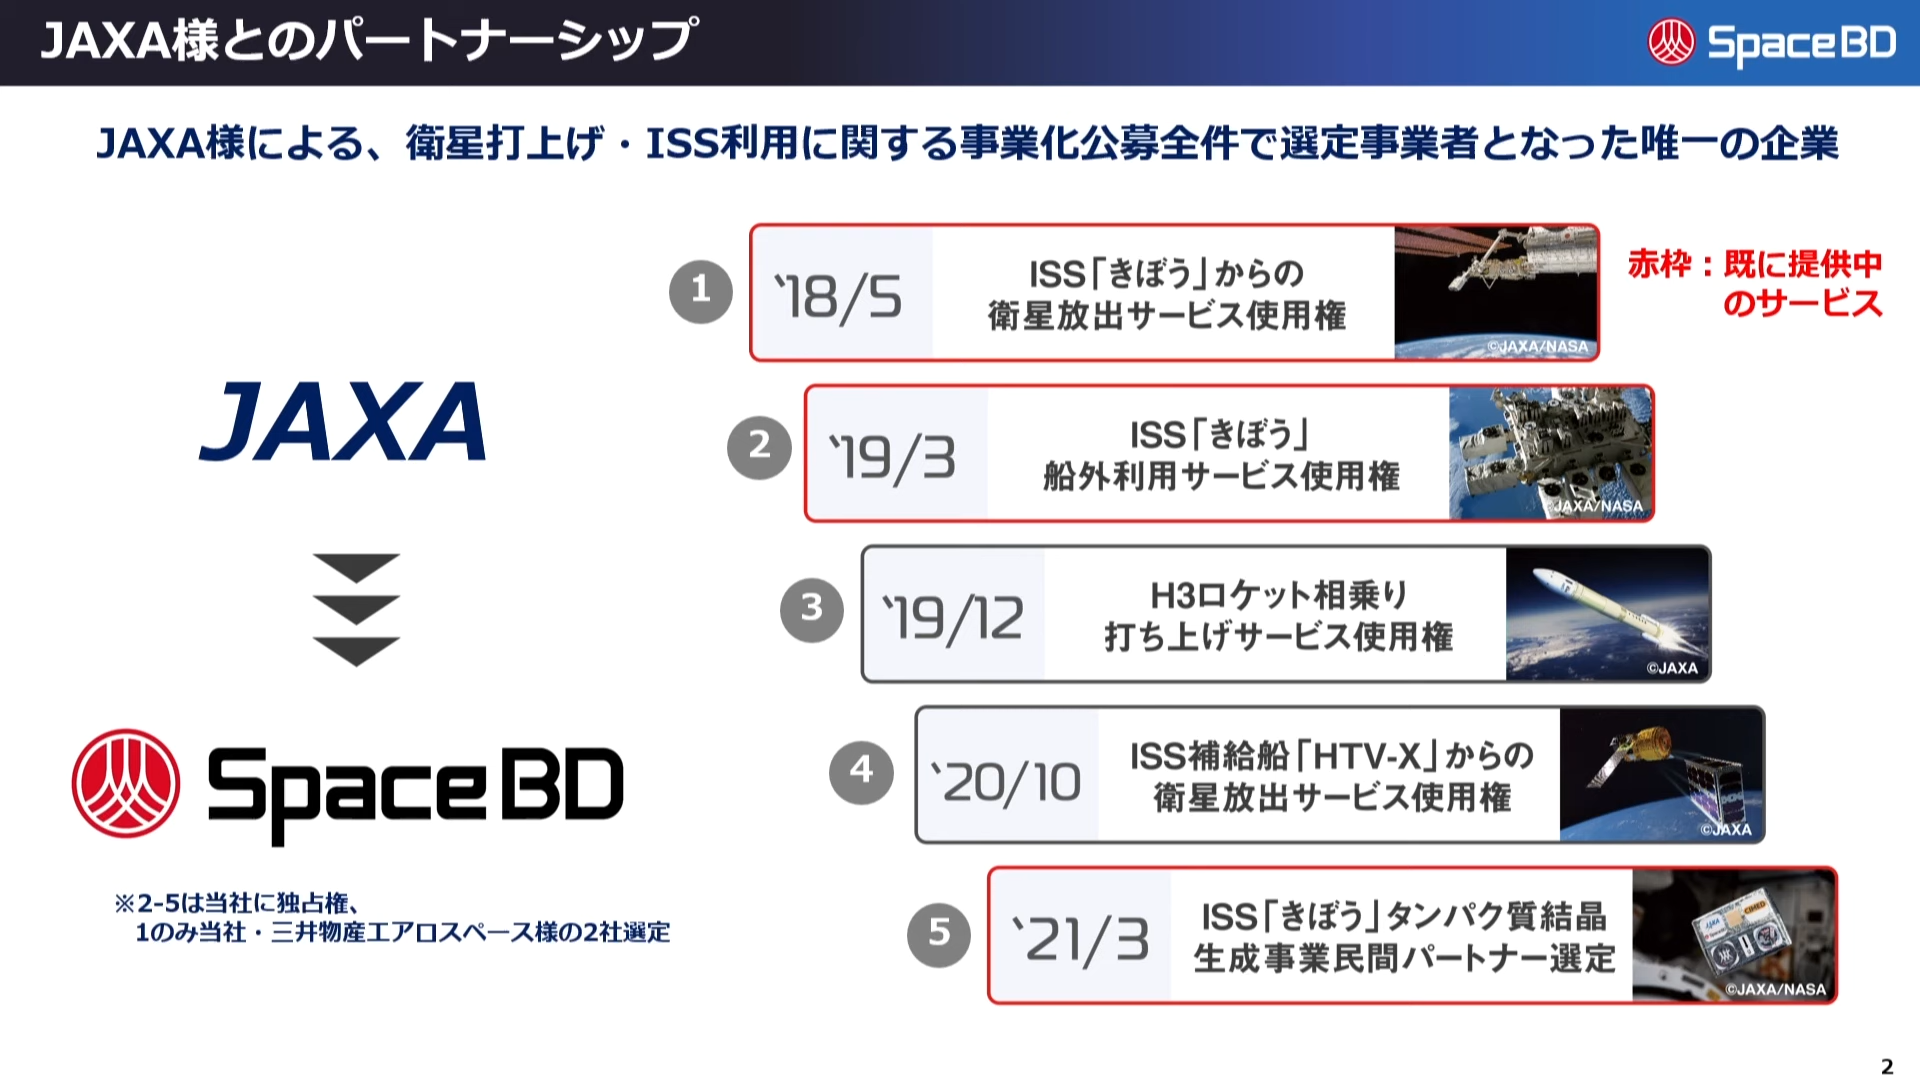 JAXA様とのパートナーシップ
SpaceBD
JAXA様による、衛星打上げ・ISS利用に関する事業化公募全件で選定事業者となった唯一の企業
1
‵18/5
ISS「きぼう」からの
衛星放出サービス使用権
©JAXA/NASA
赤枠：既に提供中
のサービス
2
‵19/3
ISS「きぼう」
船外利用サービス使用権
JAXA/NASA
3
‵19/12
H3ロケット相乗り
打ち上げサービス使用権
©JAXA
4
‵20/10
ISS補給船「HTV-X」からの
衛星放出サービス使用権
©JAXA
5
‵21/3
ISS「きぼう」タンパク質結晶
生成事業民間パートナー選定
©JAXA/NASA
JAXA
SpaceBD
※2-5は当社に独占権、
1のみ当社・三井物産エアロスペース様の2社選定
2